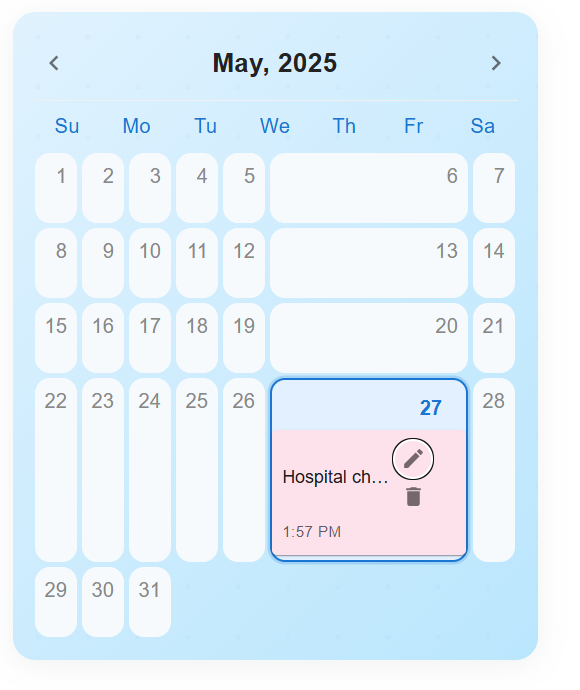 May, 2025
Su Mo Tu We Th Fr Sa
1 2 3 4 5 6 7
8 9 10 11 12 13 14
15 16 17 18 19 20 21
22 23 24 25 26 27 28
Hospital ch...
1:57 PM
29 30 31